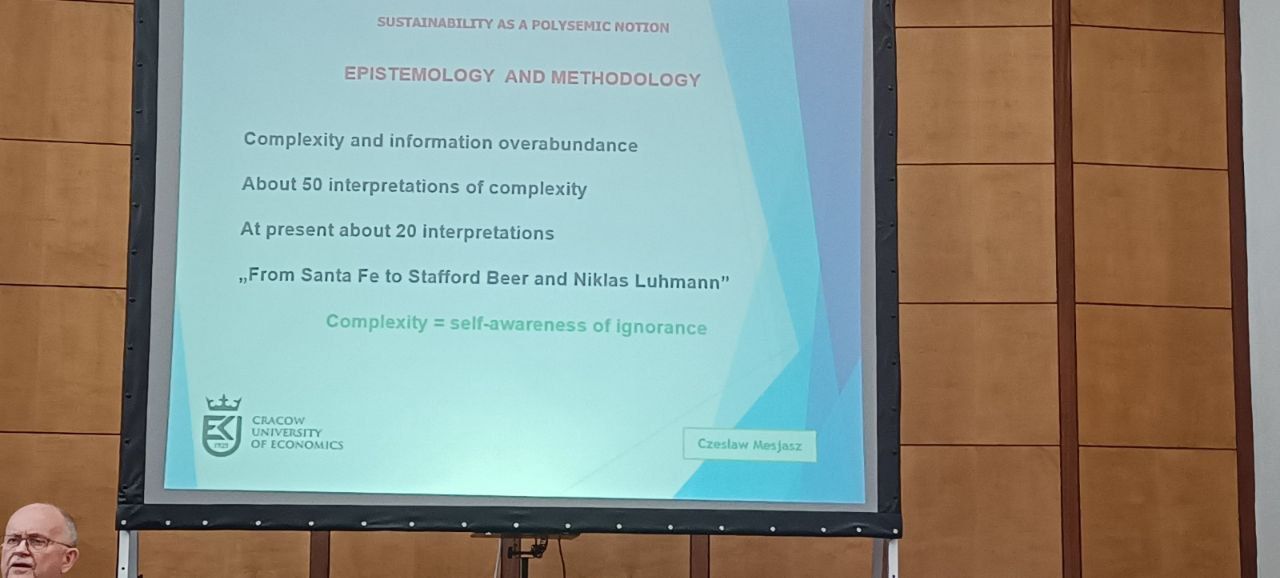 SUSTAINABILITY AS A POLYSEMIC NOTION
EPISTEMOLOGY AND METHODOLOGY
Complexity and information overabundance
About 50 interpretations of complexity
At present about 20 interpretations
„From Santa Fe to Stafford Beer and Niklas Luhmann”
Complexity = self-awareness of ignorance
EK
1925
CRACOW
UNIVERSITY
OF ECONOMICS
Czeslaw Mesjasz